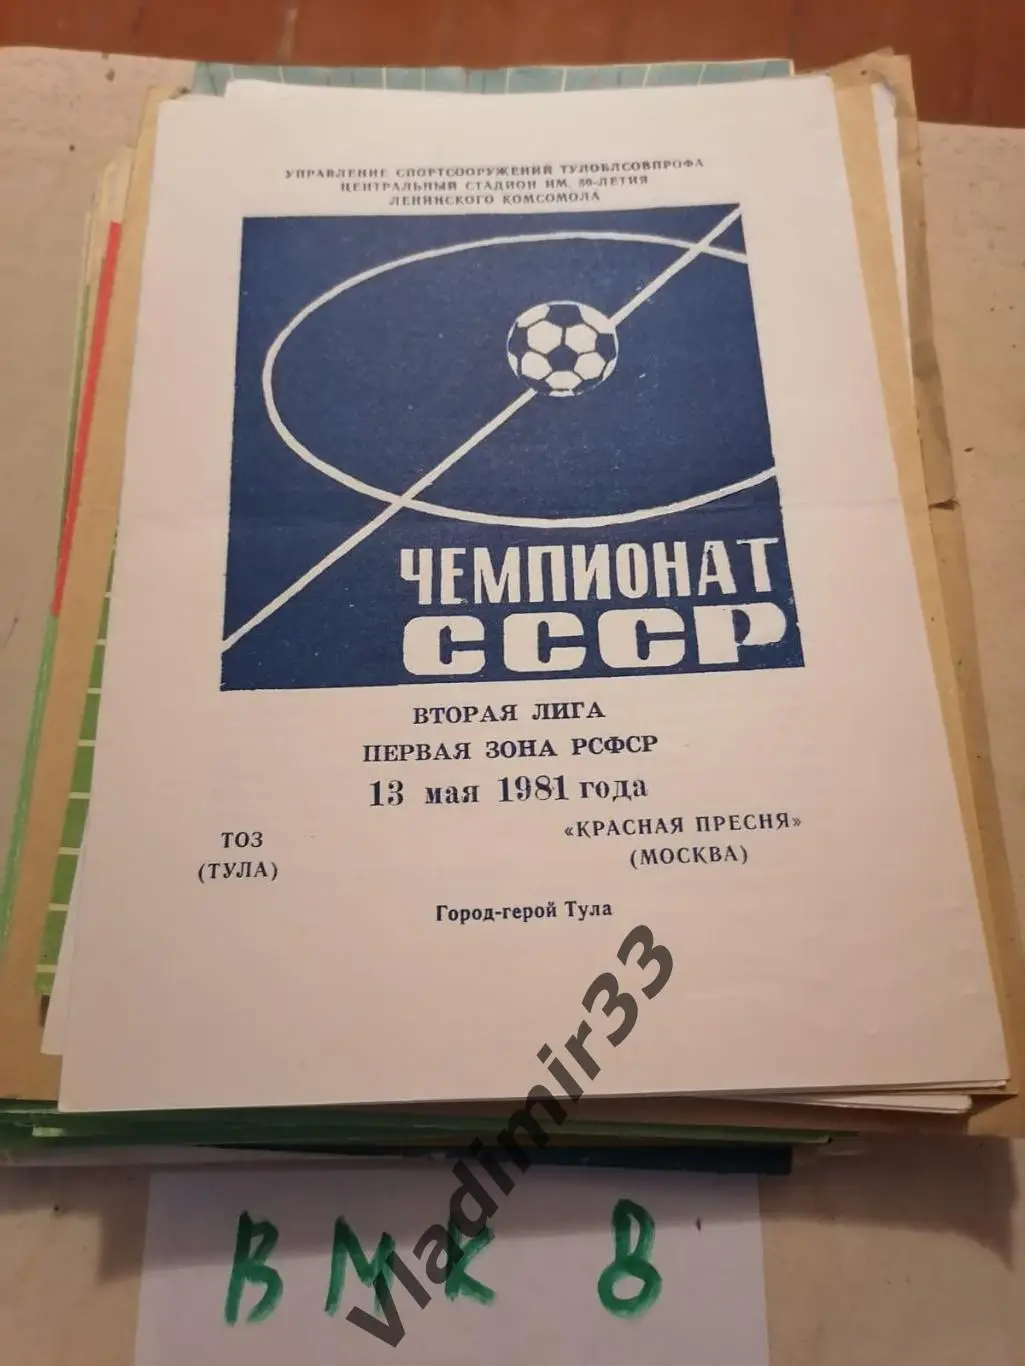 УПРАВЛЕНИЕ СПОРТСООРУЖЕНИЙ ТУЛОБЛСОВПРОФА
ЦЕНТРАЛЬНЫЙ СТАДИОН ИМ. 50-ЛЕТИЯ
ЛЕНИНСКОГО КОМСОМОЛА
ЧЕМПИОНАТ
СССР
ВТОРАЯ ЛИГА
ПЕРВАЯ ЗОНА РСФСР
13 мая 1981 года
ТОЗ
(ТУЛА)
«КРАСНАЯ ПРЕСНЯ»
(МОСКВА)
Город-герой Тула
Vladimir33
ВМК 8